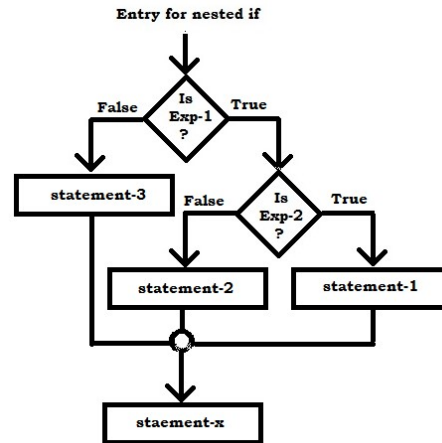 Entry for nested if
Is
Exp-1
?
False
True
statement-3
Is
Exp-2
?
False
True
statement-2
statement-1
staement-x